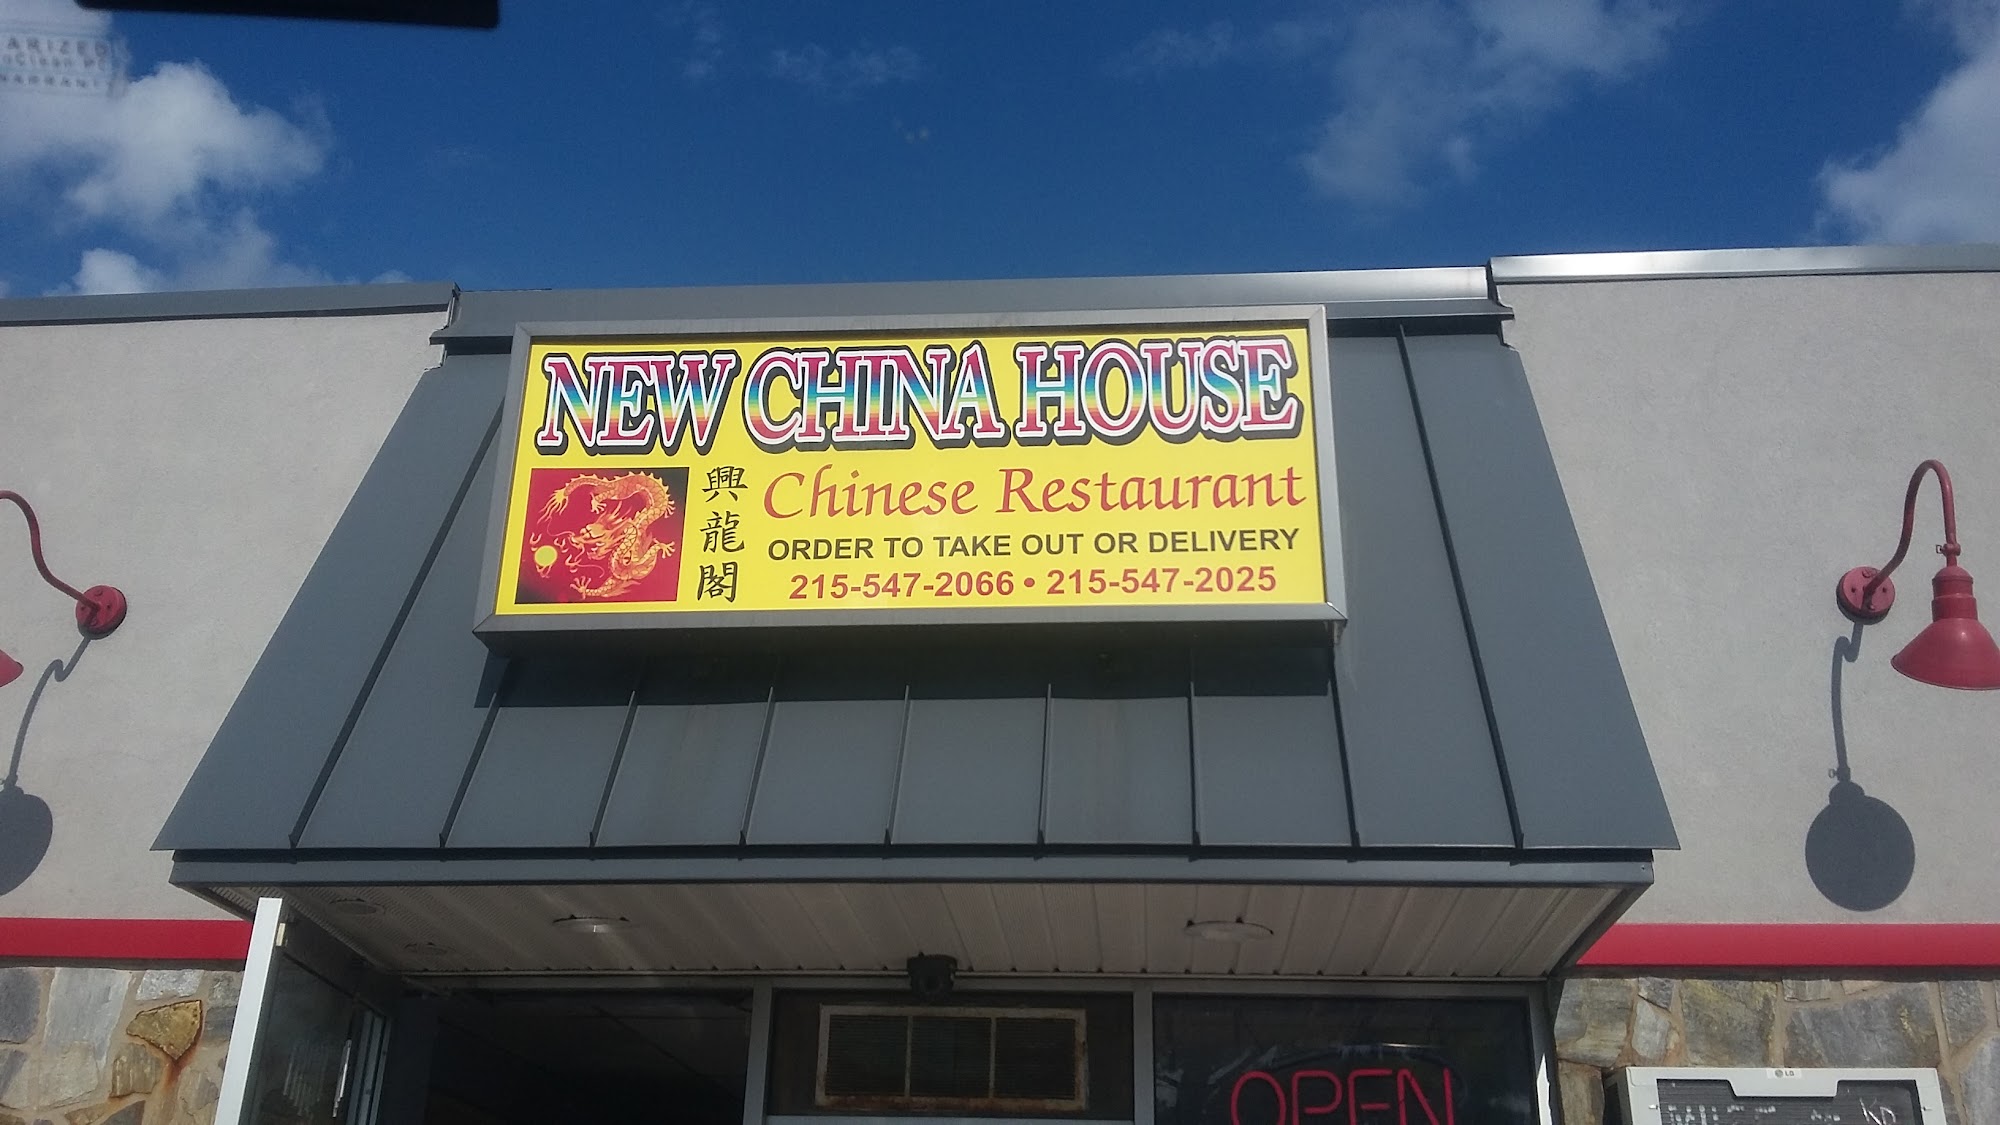 NEW CHINA HOUSE
興龍閣
Chinese Restaurant
ORDER TO TAKE OUT OR DELIVERY
215-547-2066 • 215-547-2025
OPEN
LG